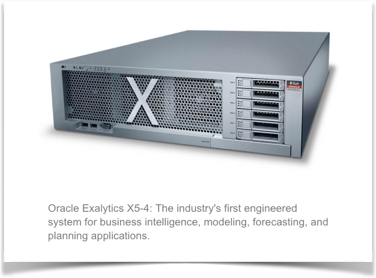 X
Oracle Exalytics X5-4: The industry's first engineered
system for business intelligence, modeling, forecasting, and
planning applications.